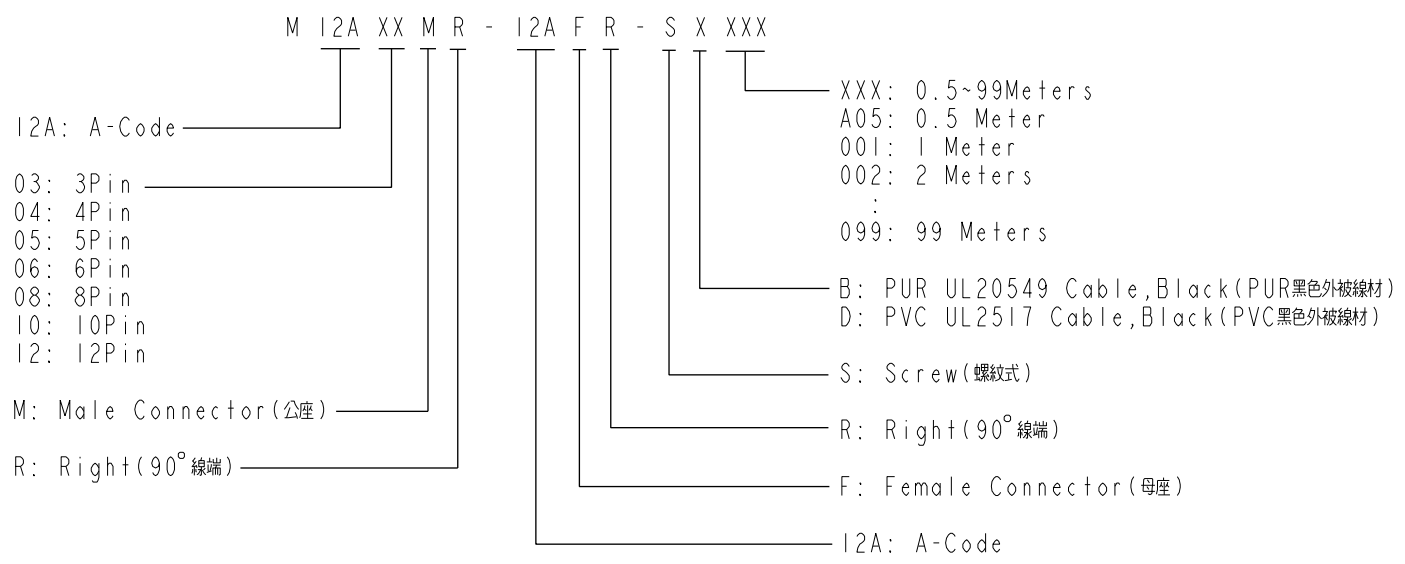 M 12A XX M R - 12A F R - S X XXX
12A: A-Code
03: 3Pin
04: 4Pin
05: 5Pin
06: 6Pin
08: 8Pin
10: 10Pin
12: 12Pin
M: Male Connector(公座)
R: Right(90°線端)
XXX: 0.5~99Meters
A05: 0.5 Meter
001: 1 Meter
002: 2 Meters
:
099: 99 Meters
B: PUR UL20549 Cable,Black(PUR黑色外被線材)
D: PVC UL2517 Cable,Black(PVC黑色外被線材)
S: Screw(螺紋式)
R: Right(90°線端)
F: Female Connector(母座)
12A: A-Code